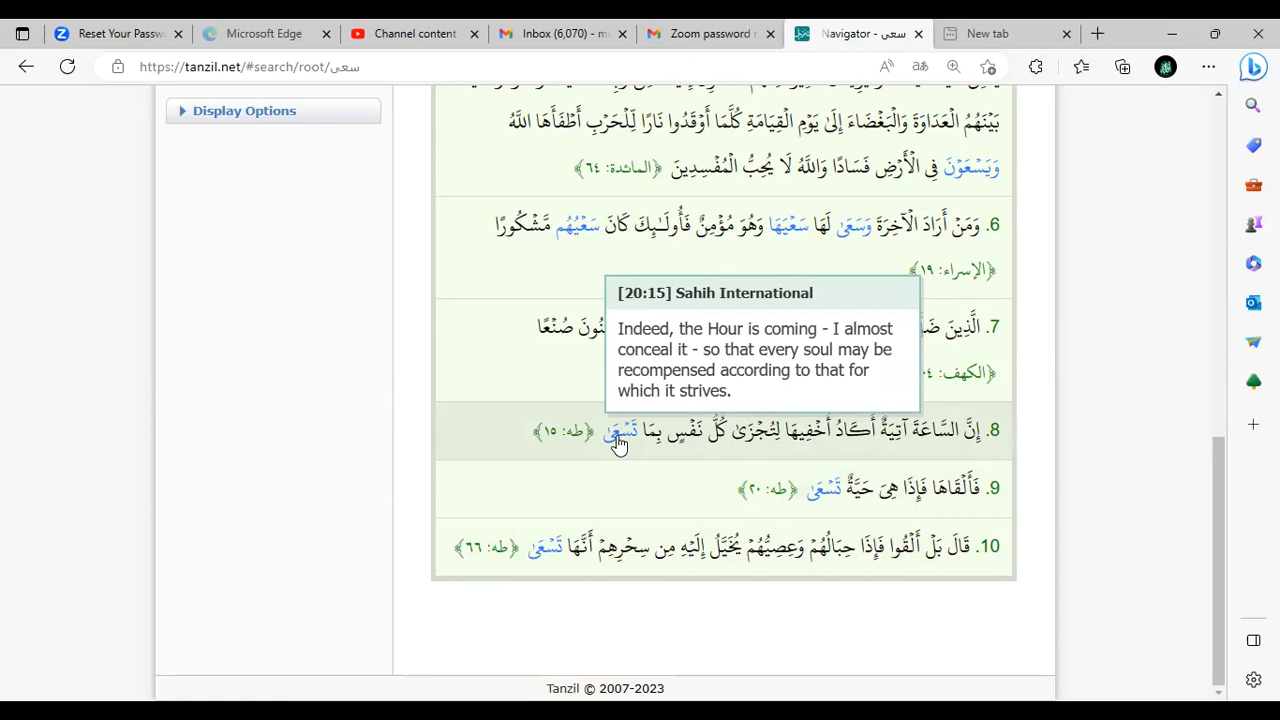 Reset Your Passw
Microsoft Edge
Channel content
Inbox (6,070) - m
Zoom password r
Navigator - سعى
New tab
https://tanzil.net/#search/root/سعى
Display Options
بَيْنَهُمُ الْعَدَاوَةَ وَالْبَغْضَاءَ إِلَىٰ يَوْمِ الْقِيَامَةِ كُلَّمَا أَوْقَدُوا نَارًا لِّلْحَرْبِ أَطْفَأَهَا اللَّهُ
وَيَسْعَوْنَ فِي الْأَرْضِ فَسَادًا وَاللَّهُ لَا يُحِبُّ الْمُفْسِدِينَ ﴿المائدة: ٦٤﴾
6. وَمَنْ أَرَادَ الْآخِرَةَ وَسَعَىٰ لَهَا سَعْيَهَا وَهُوَ مُؤْمِنٌ فَأُولَـٰئِكَ كَانَ سَعْيُهُم مَّشْكُورًا
﴿الإسراء: ١٩﴾
[20:15] Sahih International
Indeed, the Hour is coming - I almost
conceal it - so that every soul may be
recompensed according to that for
which it strives.
7. الَّذِينَ صُنْعًا
﴿الكهف:
8. إِنَّ السَّاعَةَ آتِيَةٌ أَكَادُ أُخْفِيهَا لِتُجْزَىٰ كُلُّ نَفْسٍ بِمَا تَسْعَىٰ ﴿طه: ١٥﴾
9. فَأَلْقَاهَا فَإِذَا هِيَ حَيَّةٌ تَسْعَىٰ ﴿طه: ٢٠﴾
10. قَالَ بَلْ أَلْقُوا فَإِذَا حِبَالُهُمْ وَعِصِيُّهُمْ يُخَيَّلُ إِلَيْهِ مِن سِحْرِهِمْ أَنَّهَا تَسْعَىٰ ﴿طه: ٦٦﴾
Tanzil © 2007-2023